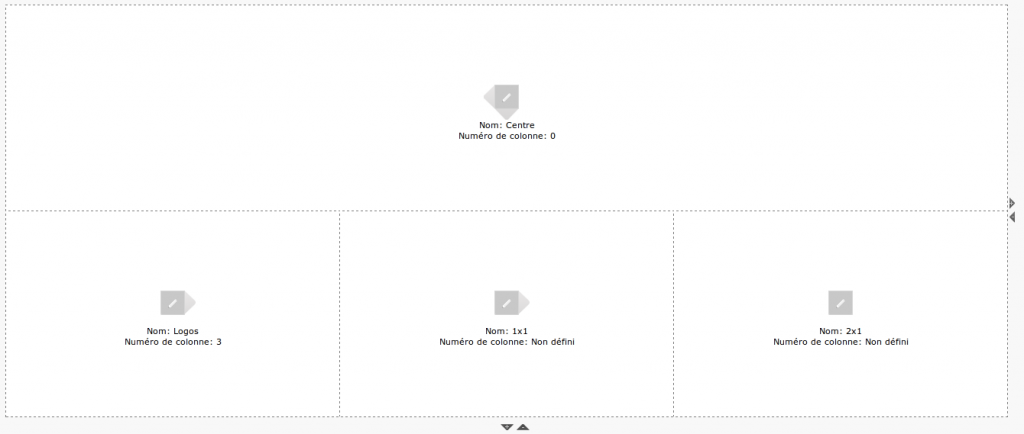 Nom: Centre
Numéro de colonne: 0
Nom: Logos
Numéro de colonne: 3
Nom: 1x1
Numéro de colonne: Non défini
Nom: 2x1
Numéro de colonne: Non défini